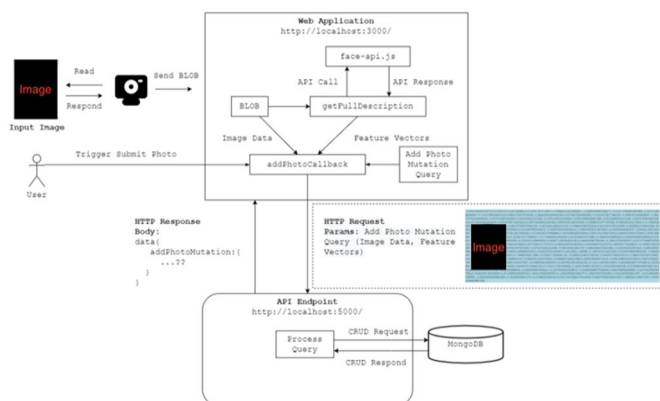 Web Application
http://localhost:3000/
face-api.js
Read
Send BLOB
API Call
API Response
Image
Respond
BLOB
getFullDescription
Input Image
Image Data
Feature Vectors
Trigger Submit Photo
addPhotoCallback
Add Photo
Mutation
Query
User
HTTP Response
Body:
data{
addPhotoMutation:{
...??
}
}
HTTP Request
Params: Add Photo Mutation
Query (Image Data, Feature
Vectors)
Image
API Endpoint
http://localhost:5000/
Process
Query
CRUD Request
CRUD Respond
MongoDB